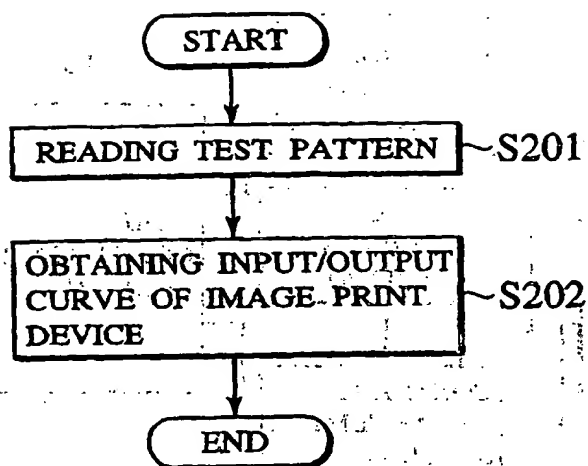 START
READING TEST PATTERN
S201
OBTAINING INPUT/OUTPUT
CURVE OF IMAGE PRINT
DEVICE
S202
END